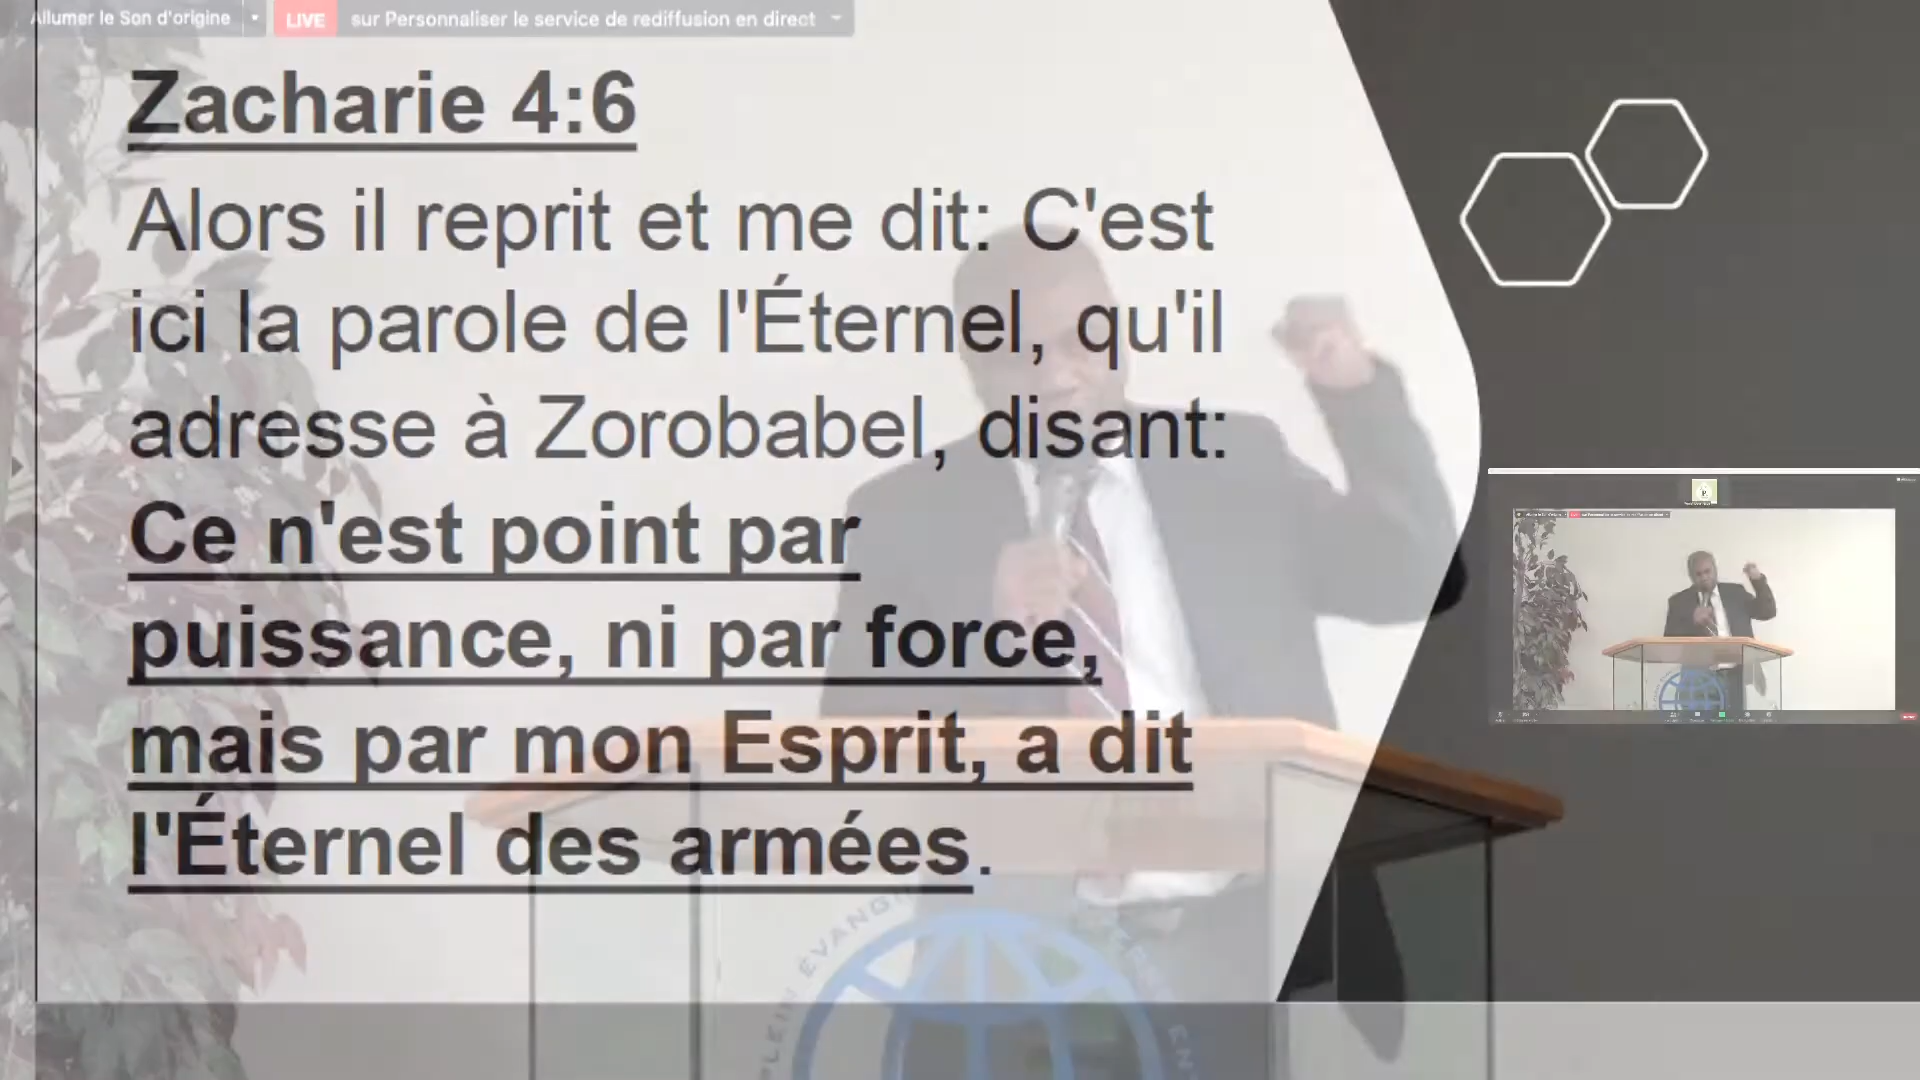 Allumer le Son d'origine
LIVE sur Personnaliser le service de rediffusion en direct
Zacharie 4:6
Alors il reprit et me dit: C'est
ici la parole de l'Éternel, qu'il
adresse à Zorobabel, disant:
Ce n'est point par
puissance, ni par force,
mais par mon Esprit, a dit
l'Éternel des armées.
PLEIN ÉVANGI